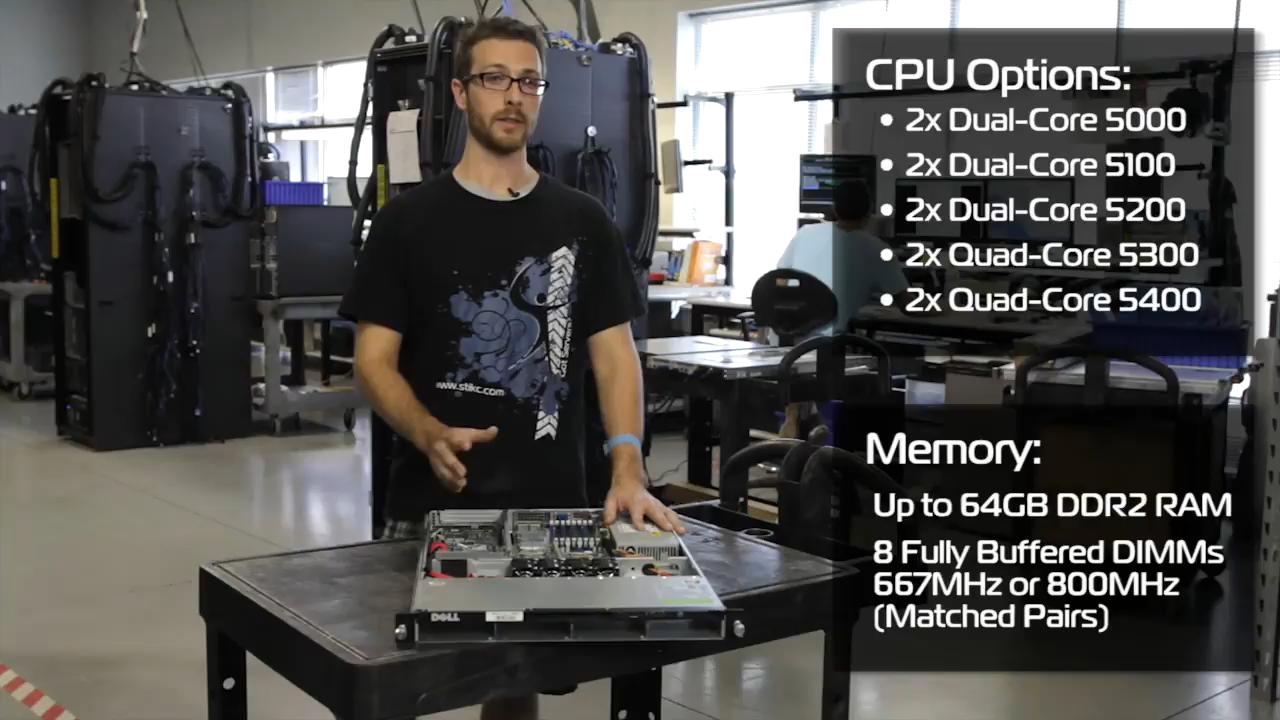 CPU Options:
• 2x Dual-Core 5000
• 2x Dual-Core 5100
• 2x Dual-Core 5200
• 2x Quad-Core 5300
• 2x Quad-Core 5400
Memory:
Up to 64GB DDR2 RAM
8 Fully Buffered DIMMs
667MHz or 800MHz
(Matched Pairs)
www.stikc.com
DELL